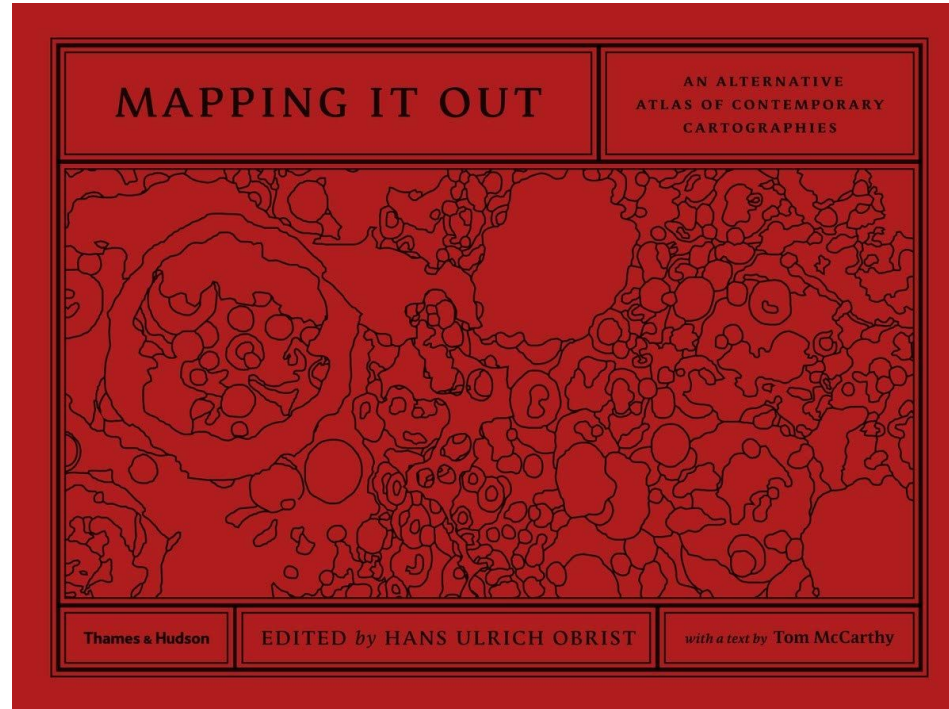 MAPPING IT OUT
AN ALTERNATIVE
ATLAS OF CONTEMPORARY
CARTOGRAPHIES
Thames & Hudson
EDITED by HANS ULRICH OBRIST
with a text by Tom McCarthy